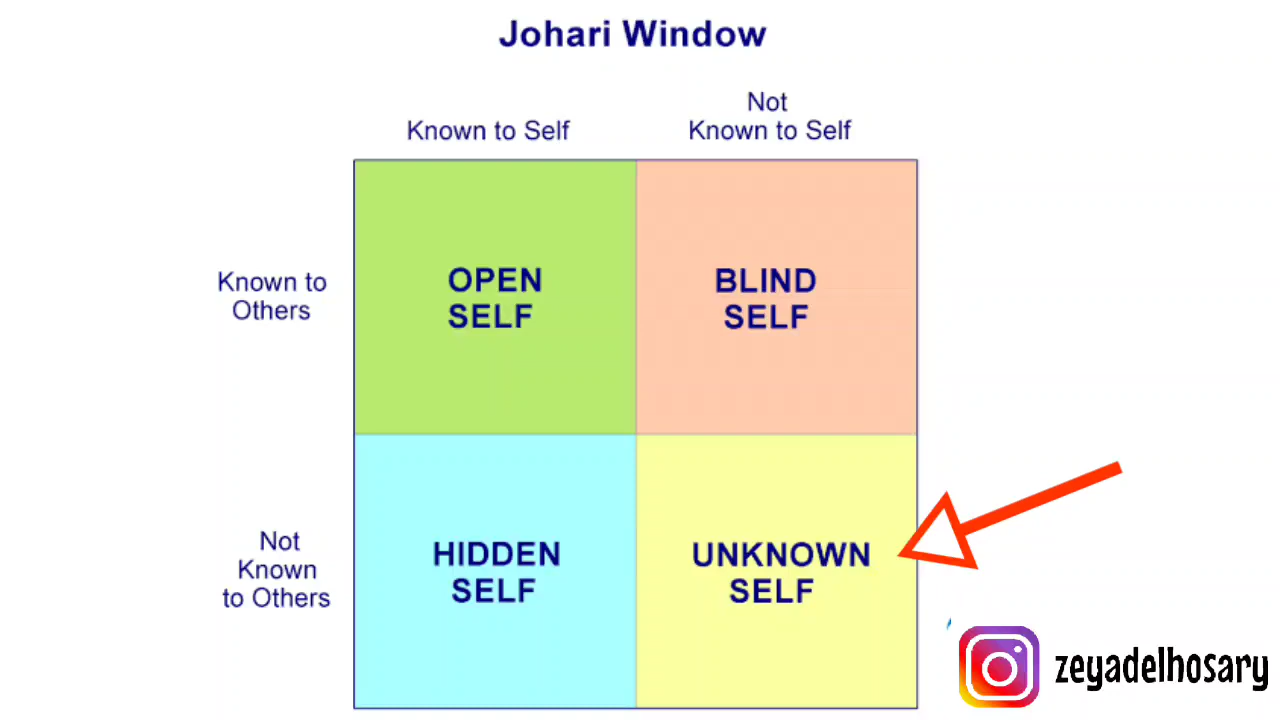 Johari Window
Known to Self
Not
Known to Self
Known to
Others
OPEN
SELF
BLIND
SELF
Not
Known
to Others
HIDDEN
SELF
UNKNOWN
SELF
zeyadelhosary